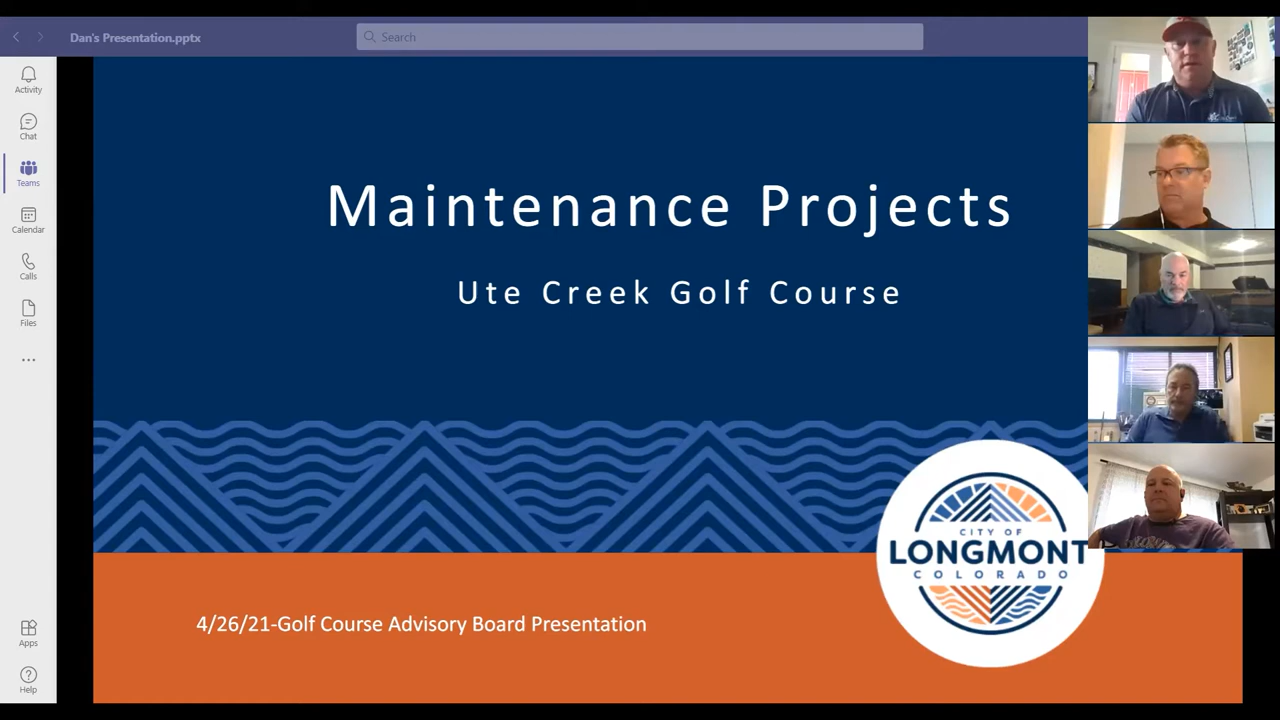 Dan's Presentation.pptx
Search
Activity
Chat
Teams
Calendar
Calls
Files
Apps
Help
Maintenance Projects
Ute Creek Golf Course
CITY OF
LONGMONT
COLORADO
4/26/21-Golf Course Advisory Board Presentation